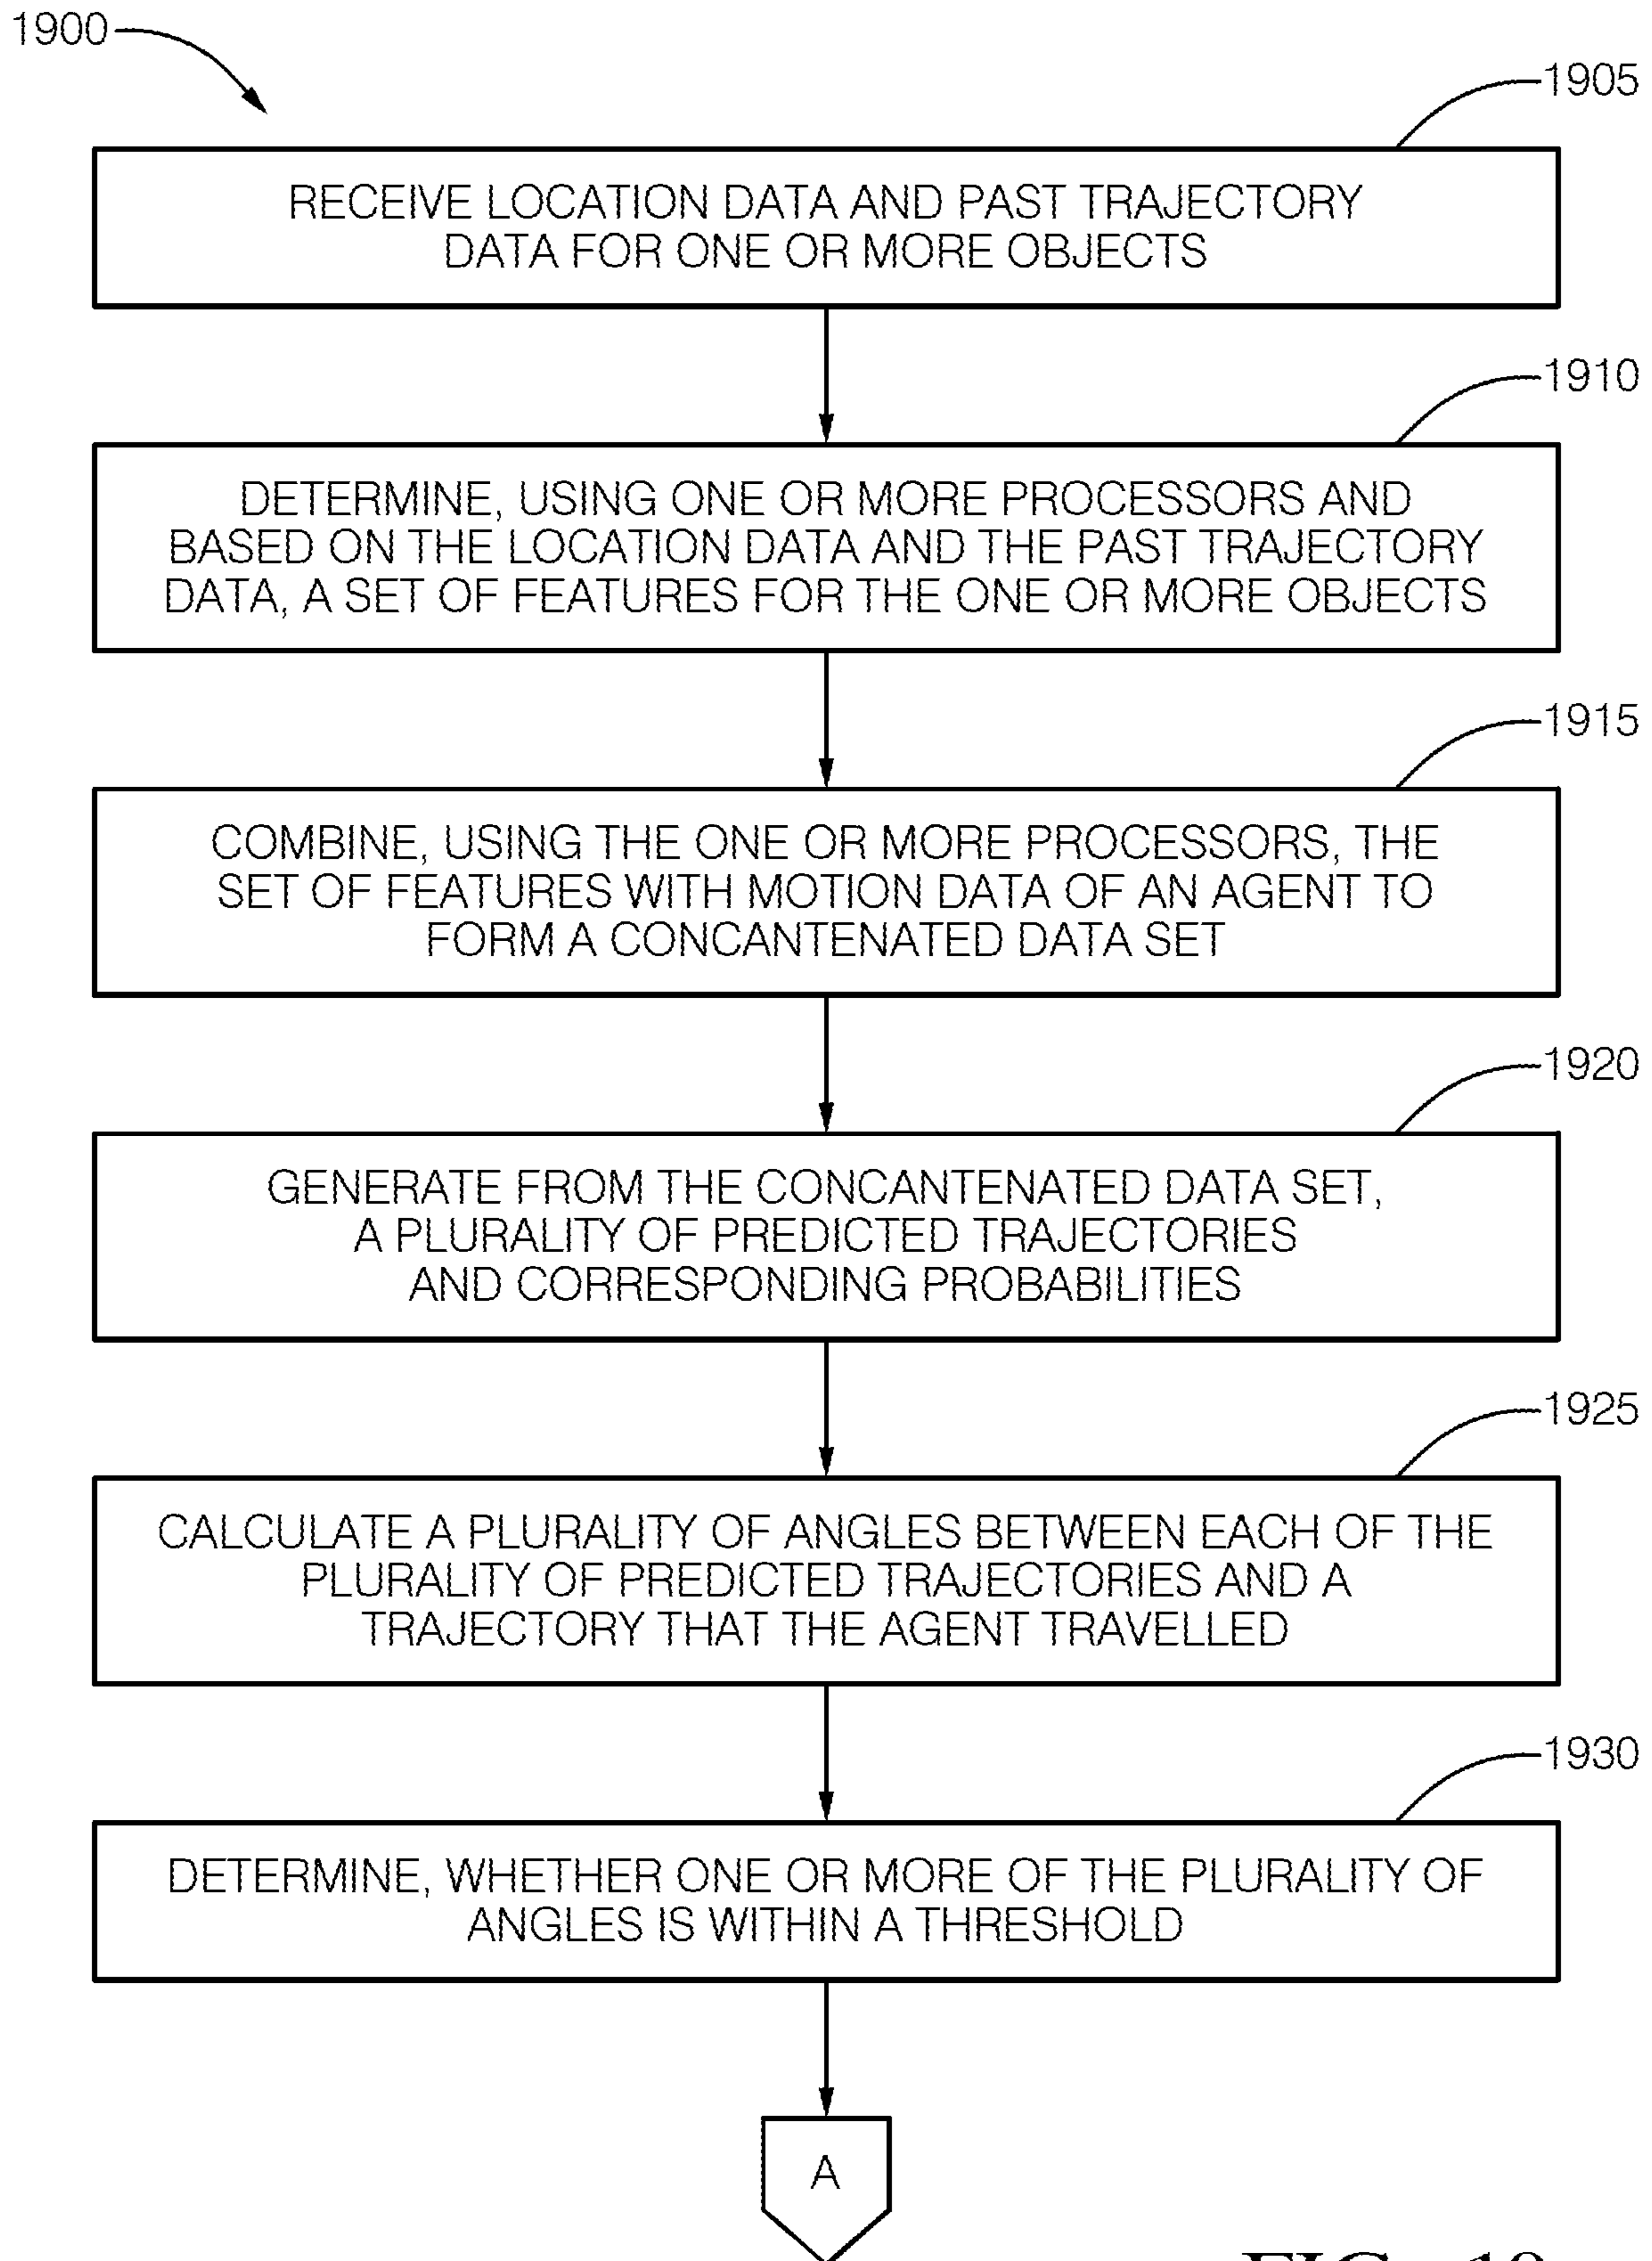 1900
1905
RECEIVE LOCATION DATA AND PAST TRAJECTORY
DATA FOR ONE OR MORE OBJECTS
1910
DETERMINE, USING ONE OR MORE PROCESSORS AND
BASED ON THE LOCATION DATA AND THE PAST TRAJECTORY
DATA, A SET OF FEATURES FOR THE ONE OR MORE OBJECTS
1915
COMBINE, USING THE ONE OR MORE PROCESSORS, THE
SET OF FEATURES WITH MOTION DATA OF AN AGENT TO
FORM A CONCANTENATED DATA SET
1920
GENERATE FROM THE CONCANTENATED DATA SET,
A PLURALITY OF PREDICTED TRAJECTORIES
AND CORRESPONDING PROBABILITIES
1925
CALCULATE A PLURALITY OF ANGLES BETWEEN EACH OF THE
PLURALITY OF PREDICTED TRAJECTORIES AND A
TRAJECTORY THAT THE AGENT TRAVELLED
1930
DETERMINE, WHETHER ONE OR MORE OF THE PLURALITY OF
ANGLES IS WITHIN A THRESHOLD
A